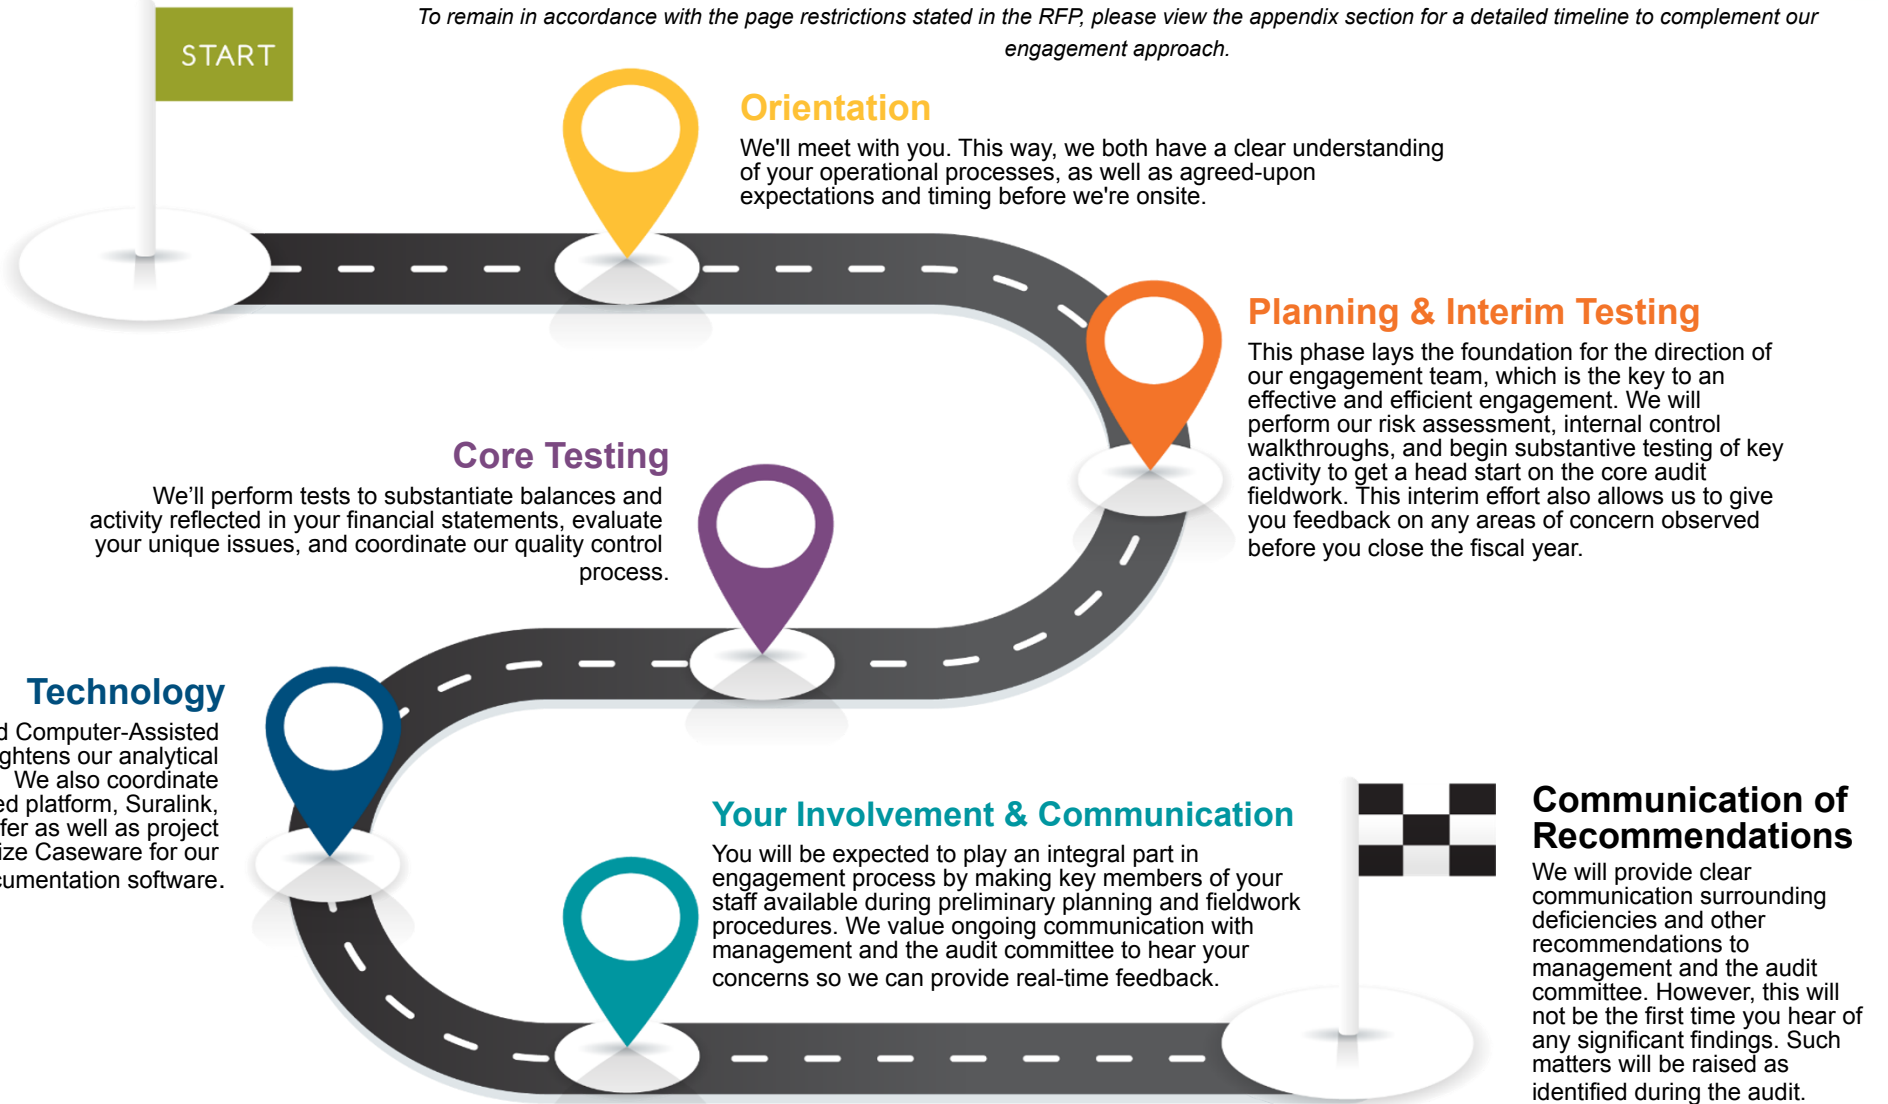 To remain in accordance with the page restrictions stated in the RFP, please view the appendix section for a detailed timeline to complement our
engagement approach.
START
Orientation
We'll meet with you. This way, we both have a clear understanding
of your operational processes, as well as agreed-upon
expectations and timing before we're onsite.
Planning & Interim Testing
This phase lays the foundation for the direction of
our engagement team, which is the key to an
effective and efficient engagement. We will
perform our risk assessment, internal control
walkthroughs, and begin substantive testing of key
activity to get a head start on the core audit
fieldwork. This interim effort also allows us to give
you feedback on any areas of concern observed
before you close the fiscal year.
Core Testing
We’ll perform tests to substantiate balances and
activity reflected in your financial statements, evaluate
your unique issues, and coordinate our quality control
process.
Technology
Computer-Assisted
our analytical
We also coordinate
platform, Suralink,
as well as project
Caseware for our
software.
Your Involvement & Communication
You will be expected to play an integral part in
engagement process by making key members of your
staff available during preliminary planning and fieldwork
procedures. We value ongoing communication with
management and the audit committee to hear your
concerns so we can provide real-time feedback.
Communication of
Recommendations
We will provide clear
communication surrounding
deficiencies and other
recommendations to
management and the audit
committee. However, this will
not be the first time you hear of
any significant findings. Such
matters will be raised as
identified during the audit.